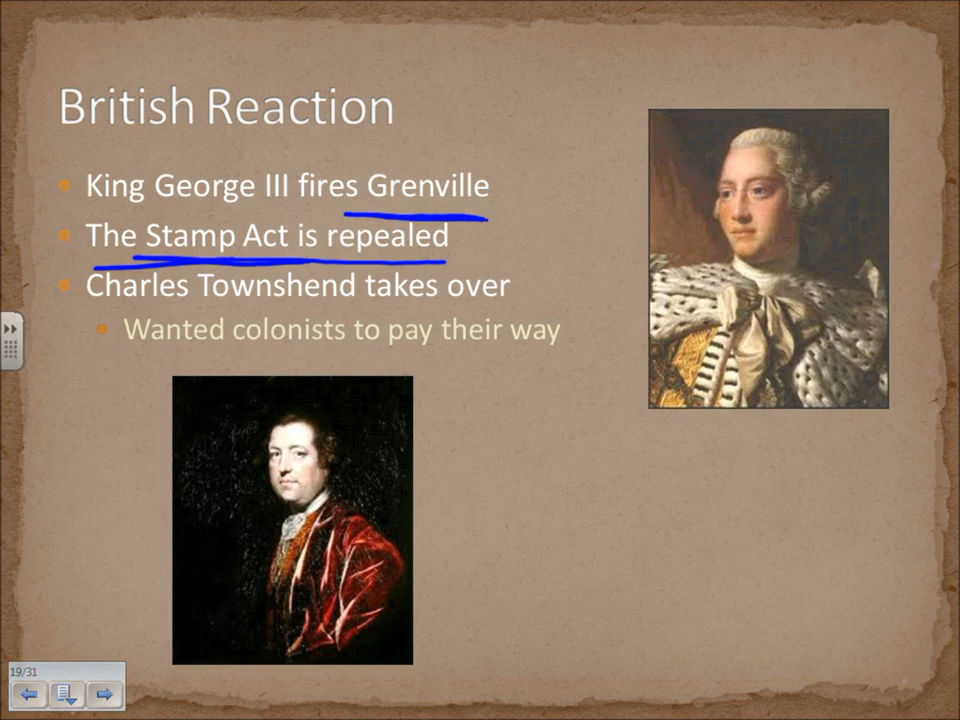 British Reaction
King George III fires Grenville
The Stamp Act is repealed
Charles Townshend takes over
Wanted colonists to pay their way
19/31